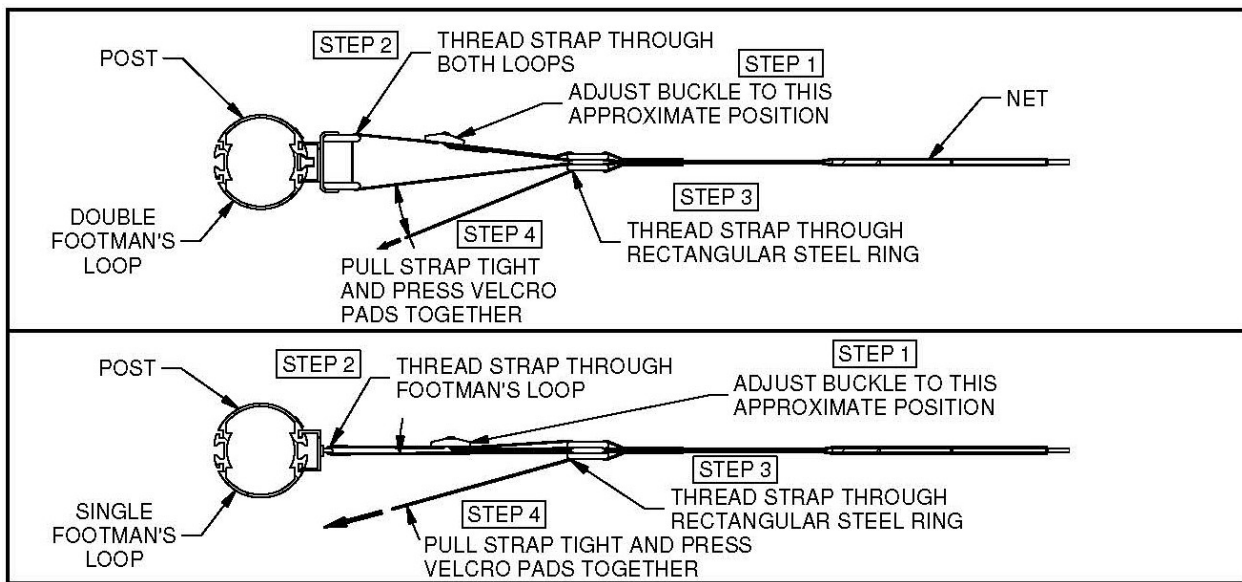 STEP 2
THREAD STRAP THROUGH
BOTH LOOPS
POST
STEP 1
ADJUST BUCKLE TO THIS
APPROXIMATE POSITION
NET
DOUBLE
FOOTMAN'S
LOOP
STEP 3
THREAD STRAP THROUGH
RECTANGULAR STEEL RING
STEP 4
PULL STRAP TIGHT
AND PRESS VELCRO
PADS TOGETHER
POST
STEP 2
THREAD STRAP THROUGH
FOOTMAN'S LOOP
STEP 1
ADJUST BUCKLE TO THIS
APPROXIMATE POSITION
SINGLE
FOOTMAN'S
LOOP
STEP 3
THREAD STRAP THROUGH
RECTANGULAR STEEL RING
STEP 4
PULL STRAP TIGHT AND PRESS
VELCRO PADS TOGETHER